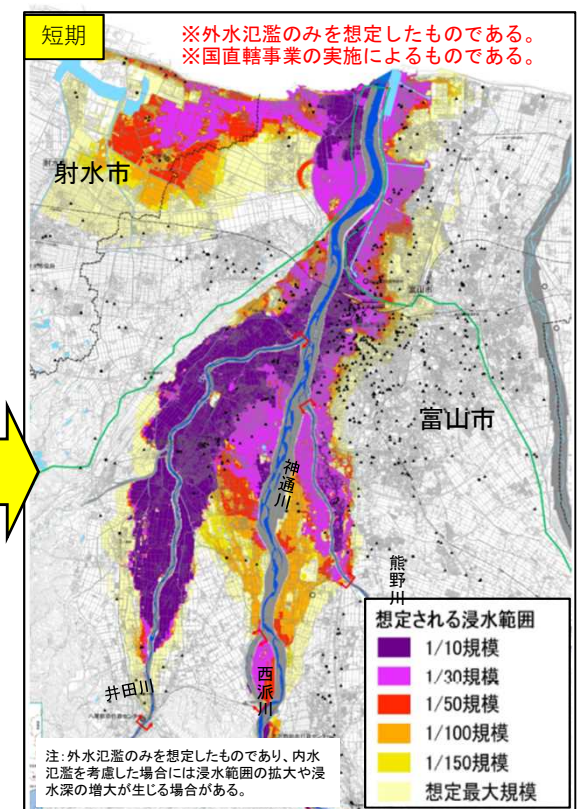 短期
※外水氾濫のみを想定したものである。
※国直轄事業の実施によるものである。
射水市
富山市
富山市
神通川
熊野川
井田川
西派川
想定される浸水範囲
1/10規模
1/30規模
1/50規模
1/100規模
1/150規模
想定最大規模
注:外水氾濫のみを想定したものであり、内水
氾濫を考慮した場合には浸水範囲の拡大や浸
水深の増大が生じる場合がある。